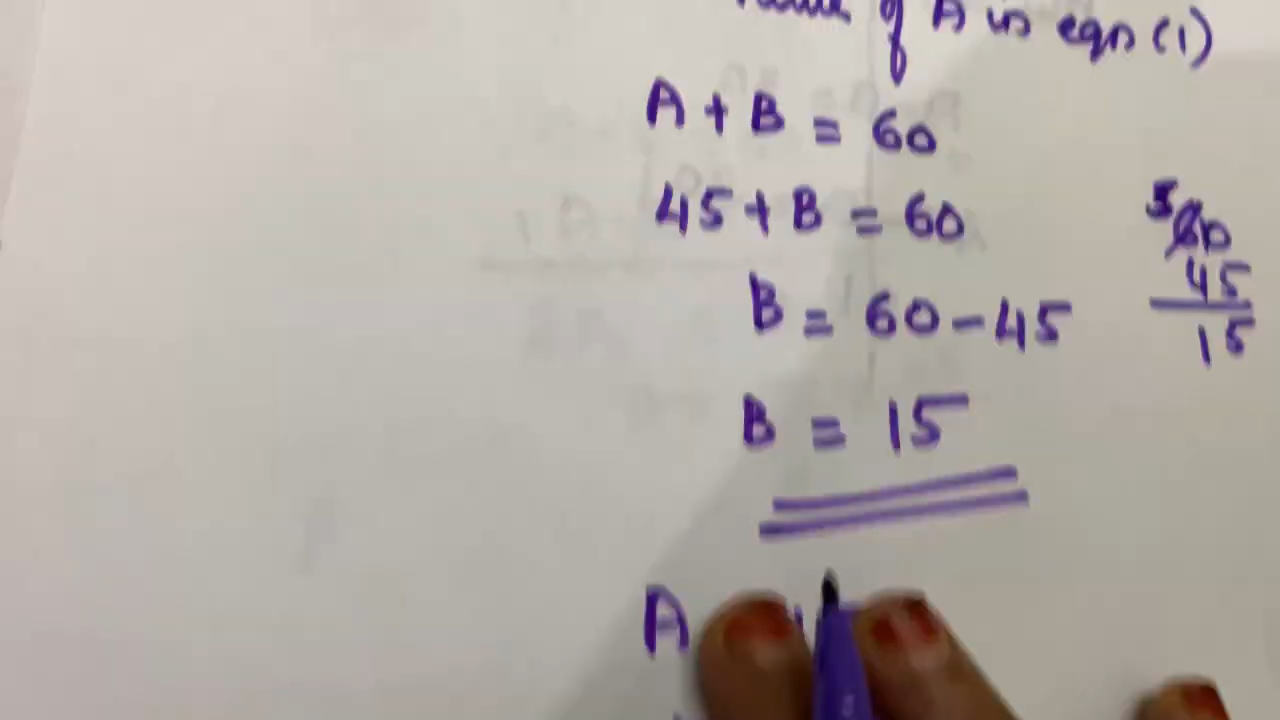 of A in eqn (1)
A + B = 60
45 + B = 60
B = 60 - 45
B = 15
5 60
45
15
A